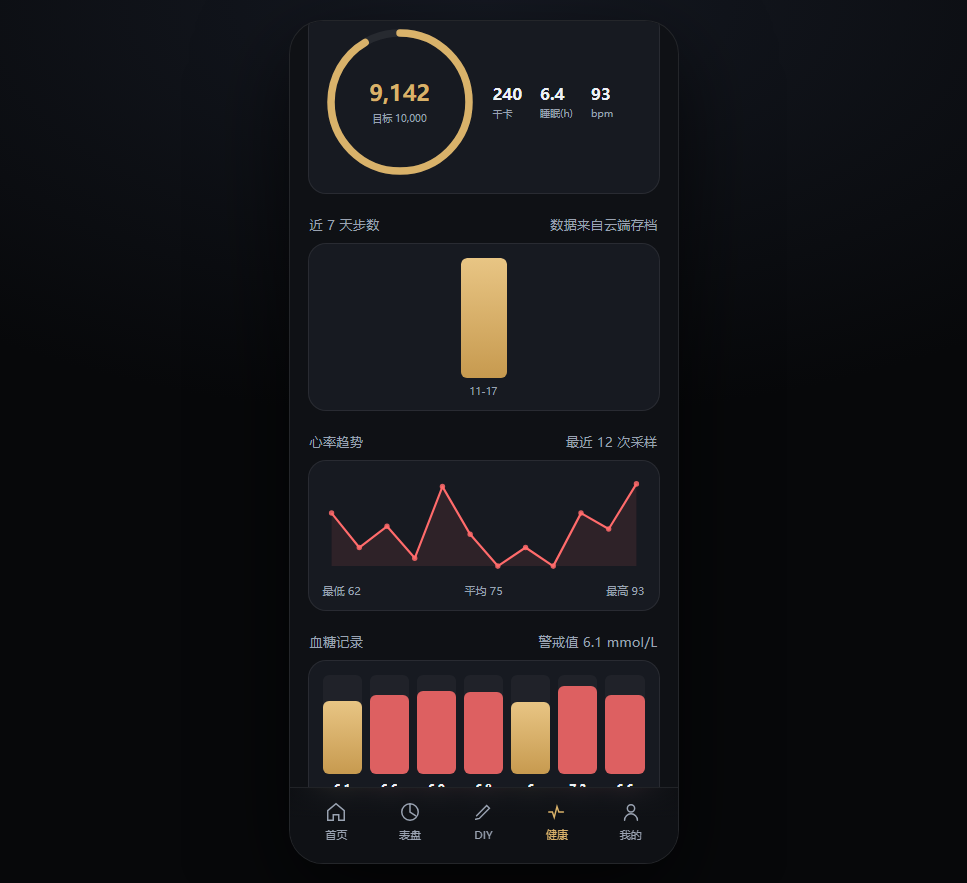 9,142
目标 10,000
240 6.4 93
千卡 睡眠(h) bpm
近 7 天步数 数据来自云端存档
11-17
心率趋势 最近 12 次采样
最低 62 平均 75 最高 93
血糖记录 警戒值 6.1 mmol/L
首页 表盘 DIY 健康 我的